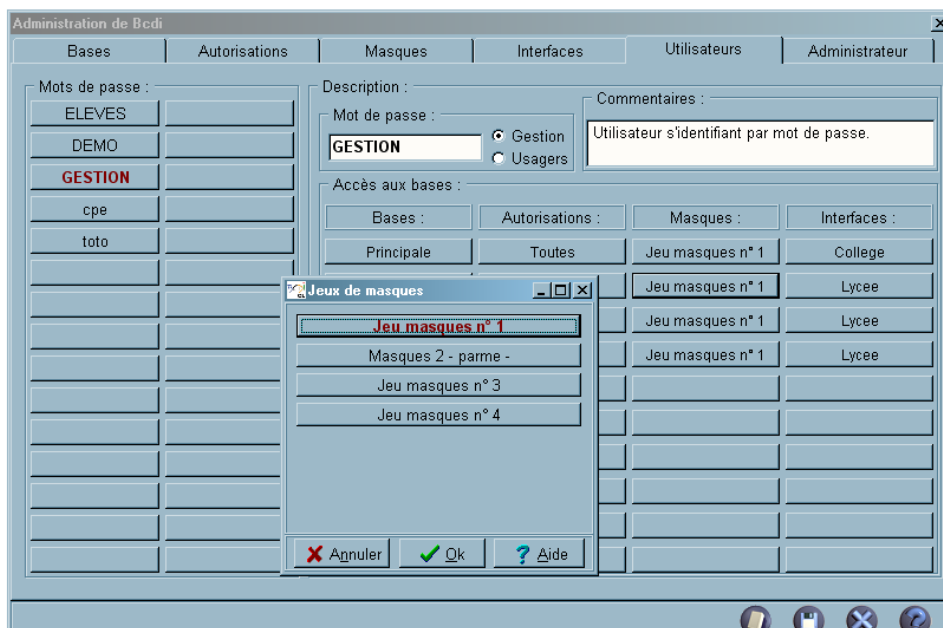 Administration de Bcdi
Bases Autorisations Masques Interfaces Utilisateurs Administrateur
Mots de passe :
ELEVES
DEMO
GESTION
cpe
toto
Description :
Mot de passe :
GESTION
Gestion
Usagers
Commentaires :
Utilisateur s'identifiant par mot de passe.
Accès aux bases :
Bases : Autorisations : Masques : Interfaces :
Principale Toutes Jeu masques n° 1 College
Jeu masques n° 1 Lycee
Jeu masques n° 1 Lycee
Jeu masques n° 1 Lycee
Jeux de masques
Jeu masques n° 1
Masques 2 - parme -
Jeu masques n° 3
Jeu masques n° 4
Annuler Ok Aide